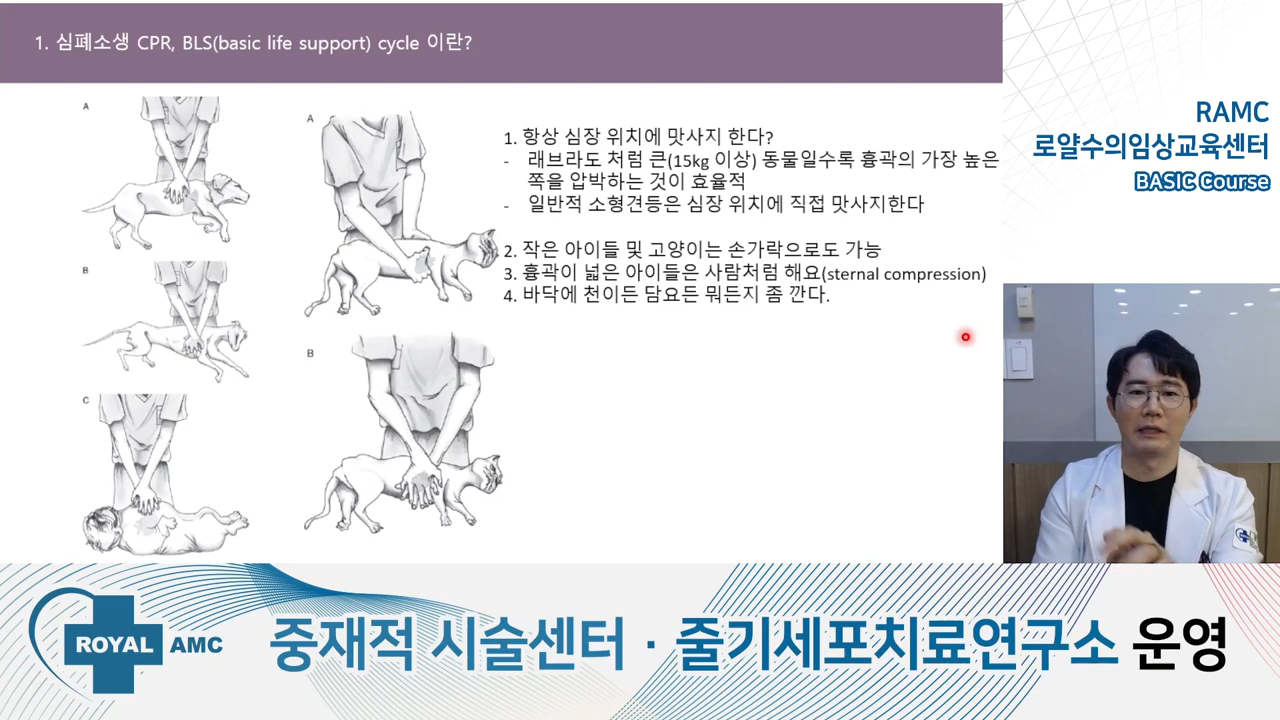 1. 심폐소생 CPR, BLS(basic life support) cycle 이란?
A
B
C
A
B
1. 항상 심장 위치에 맛사지 한다?
- 래브라도 처럼 큰(15kg 이상) 동물일수록 흉곽의 가장 높은
쪽을 압박하는 것이 효율적
- 일반적 소형견등은 심장 위치에 직접 맛사지한다
2. 작은 아이들 및 고양이는 손가락으로도 가능
3. 흉곽이 넓은 아이들은 사람처럼 해요(sternal compression)
4. 바닥에 천이든 담요든 뭐든지 좀 깐다.
RAMC
로얄수의임상교육센터
BASIC Course
ROYAL AMC
중재적 시술센터 · 줄기세포치료연구소 운영